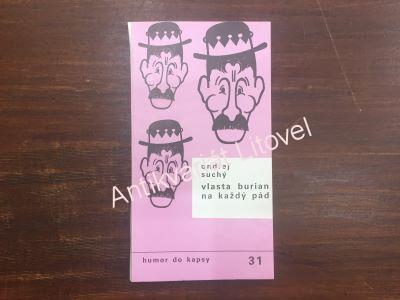 ondřej
suchý
vlasta burian
na každý pád
humor do kapsy 31
Antikvariát Litovel